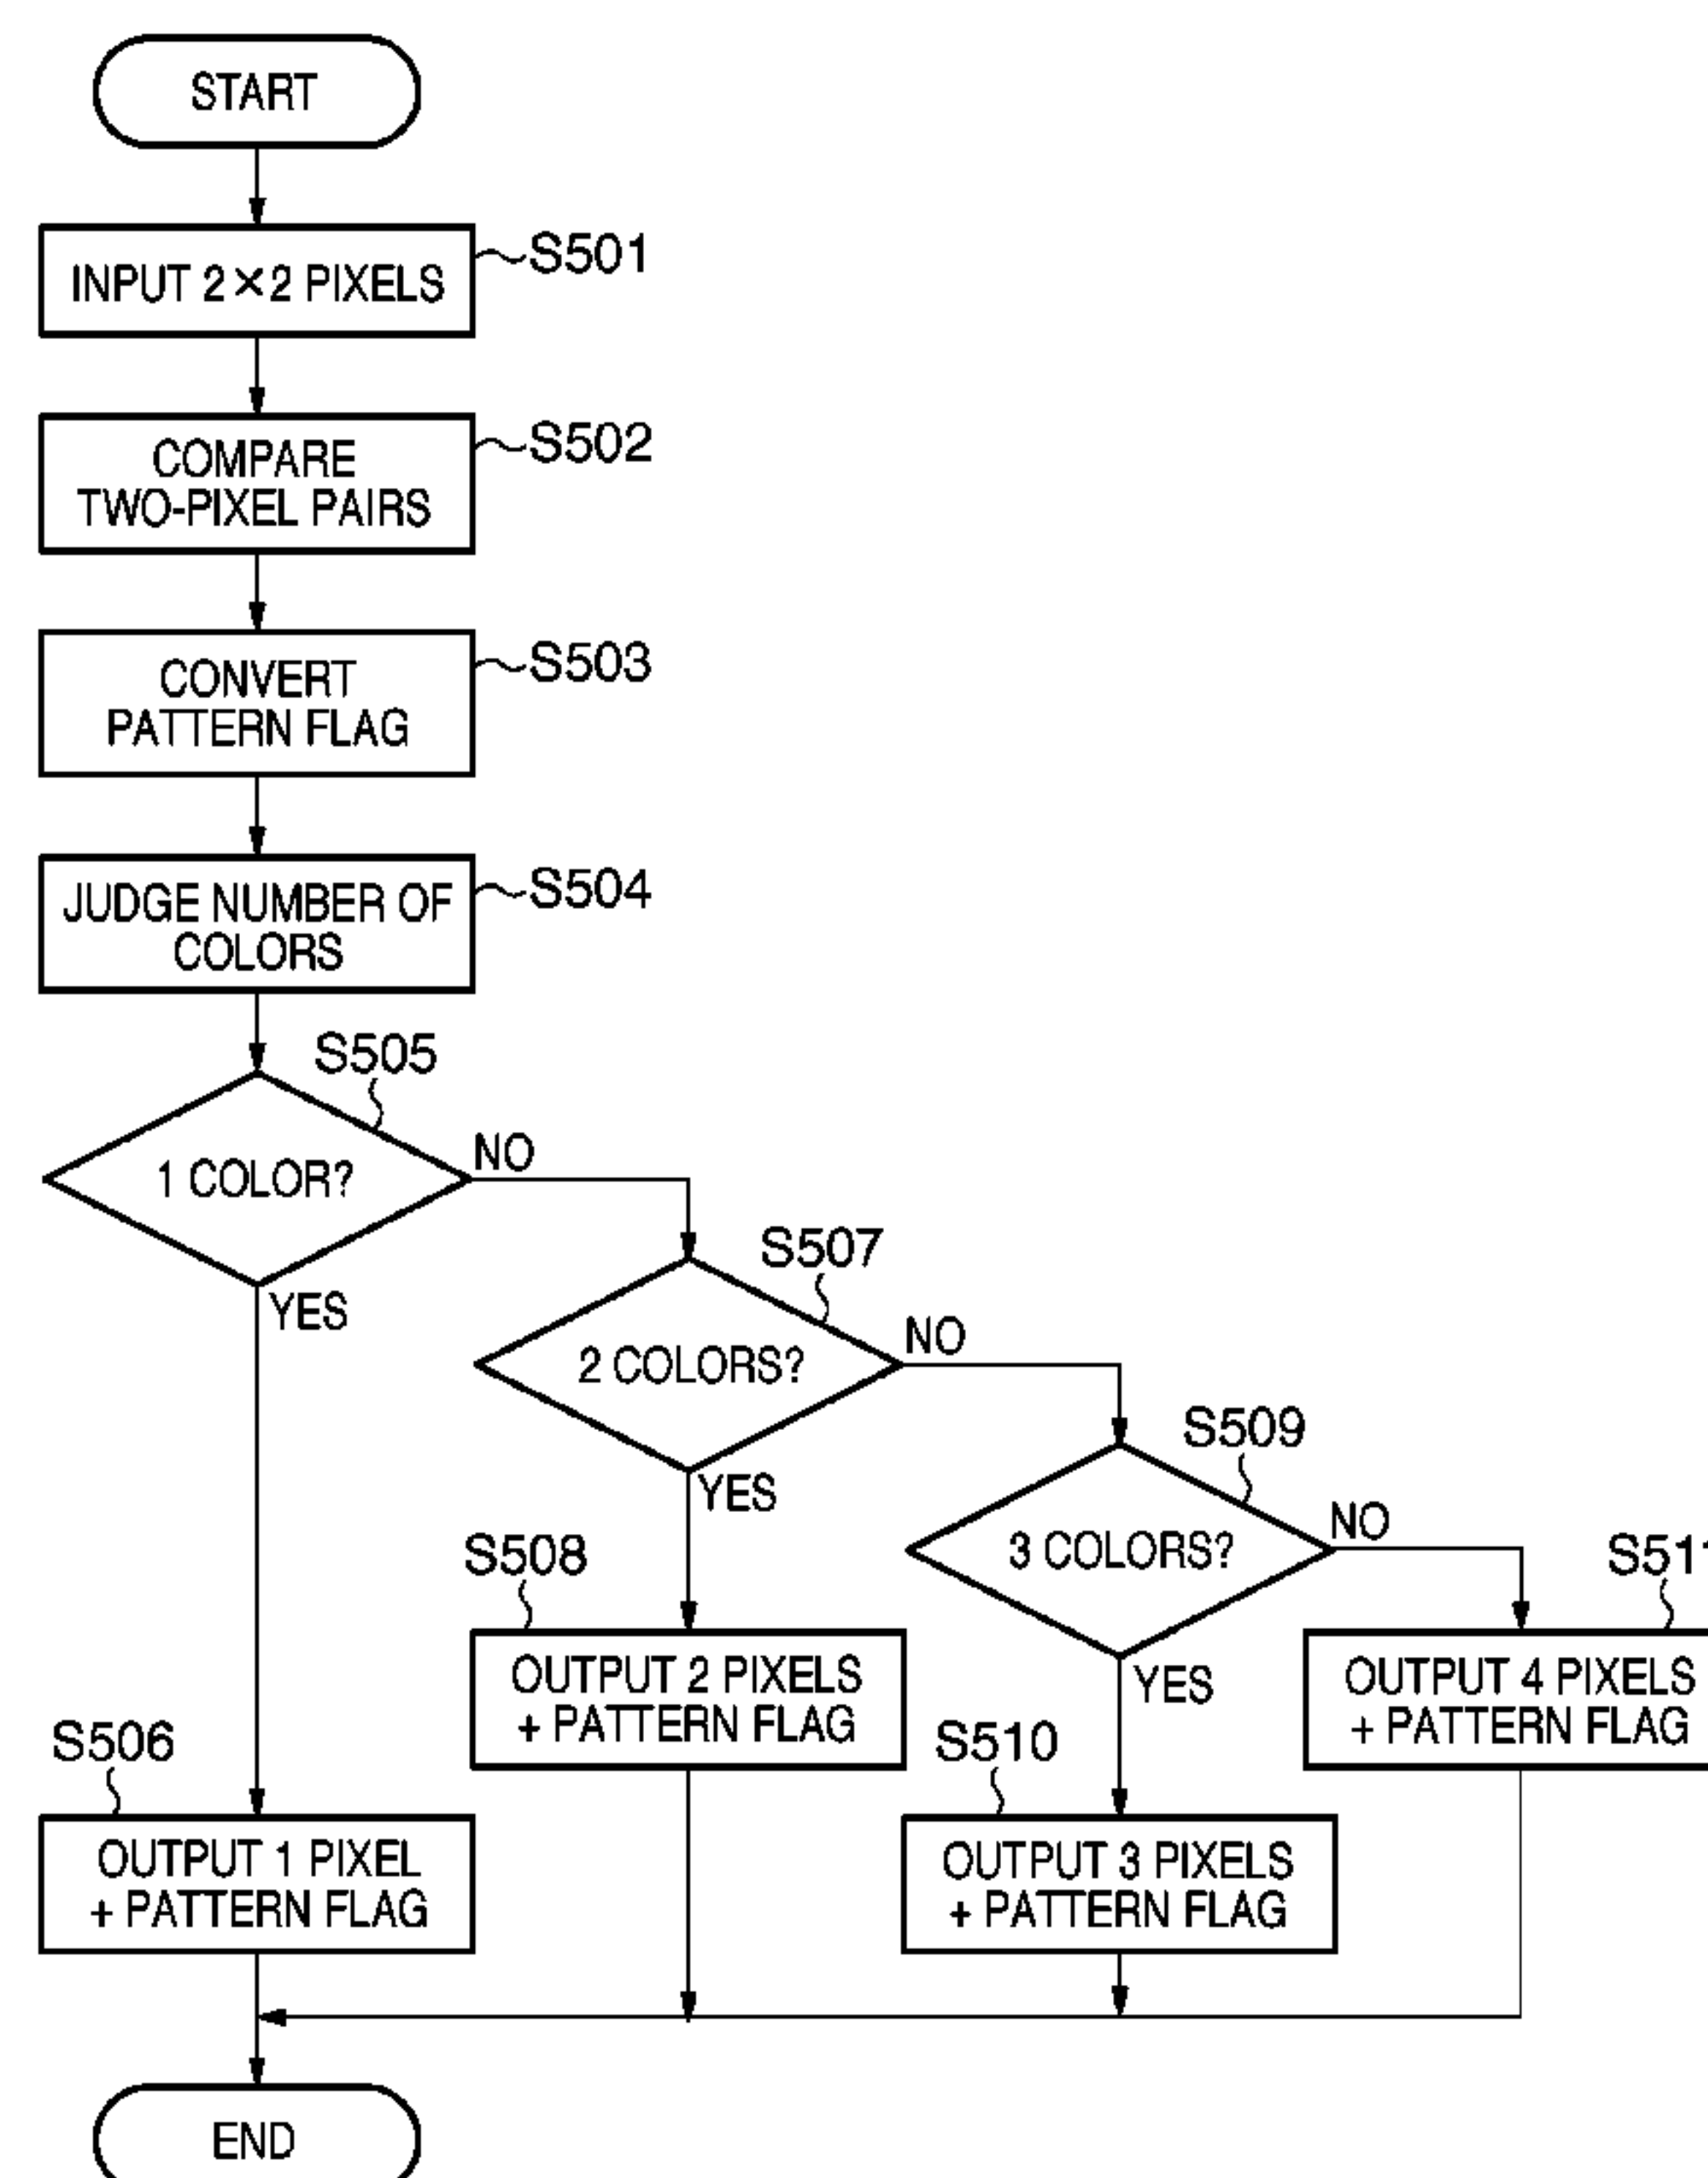 START
INPUT 2×2 PIXELS
S501
COMPARE
TWO-PIXEL PAIRS
S502
CONVERT
PATTERN FLAG
S503
JUDGE NUMBER OF
COLORS
S504
S505
1 COLOR?
NO
YES
S507
2 COLORS?
NO
YES
S509
3 COLORS?
NO
YES
S508
OUTPUT 2 PIXELS
+ PATTERN FLAG
S511
OUTPUT 4 PIXELS
+ PATTERN FLAG
S506
OUTPUT 1 PIXEL
+ PATTERN FLAG
S510
OUTPUT 3 PIXELS
+ PATTERN FLAG
END